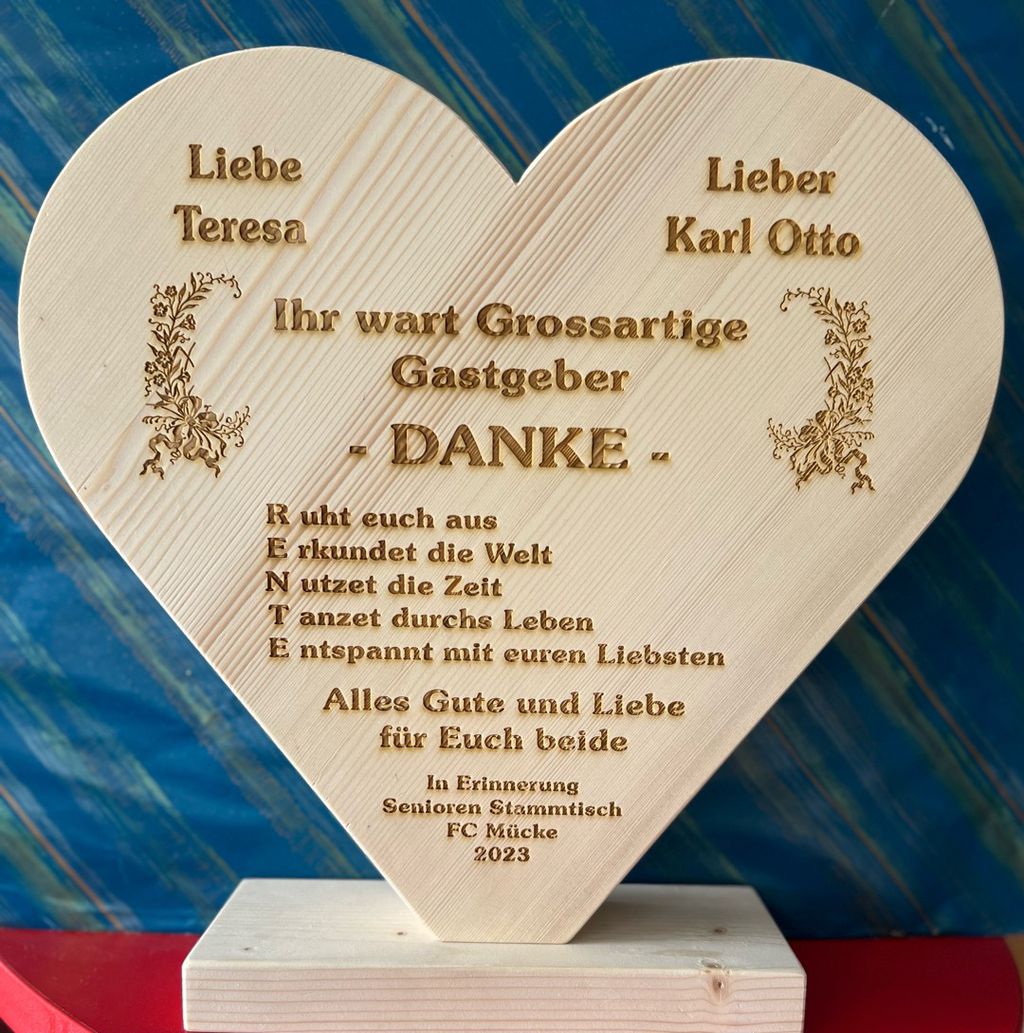 Liebe
Teresa
Lieber
Karl Otto
Ihr wart Grossartige
Gastgeber
- DANKE -
R uht euch aus
E rkundet die Welt
N utzet die Zeit
T anzet durchs Leben
E ntspannt mit euren Liebsten
Alles Gute und Liebe
für Euch beide
In Erinnerung
Senioren Stammtisch
FC Mücke
2023